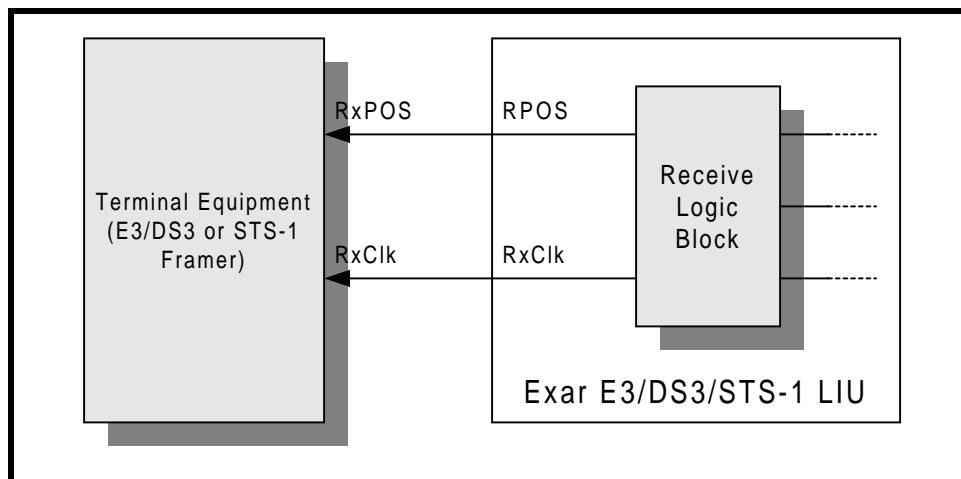 RxPOS
RPOS
Terminal Equipment
(E3/DS3 or STS-1
Framer)
Receive
Logic
Block
RxClk
RxClk
Exar E3/DS3/STS-1 LIU